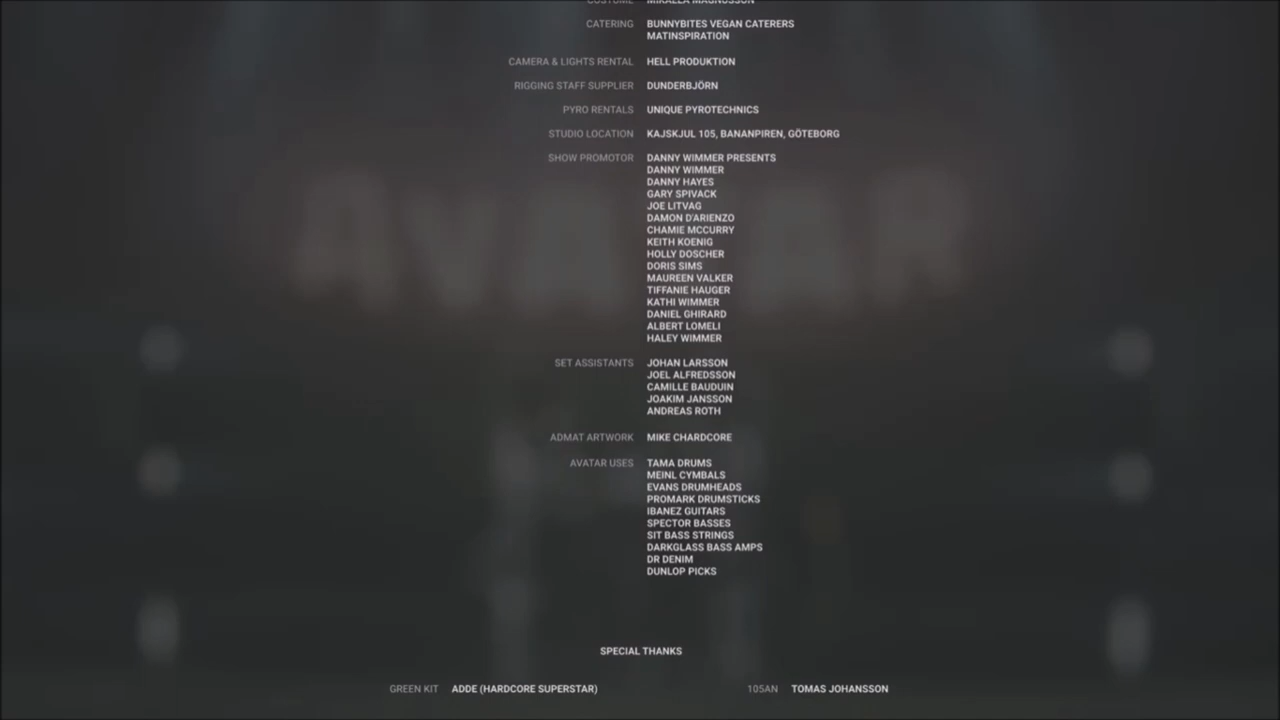 COSTUME MIKAELA MAGNUSSON
CATERING BUNNYBITES VEGAN CATERERS
MATINSPIRATION
CAMERA & LIGHTS RENTAL HELL PRODUKTION
RIGGING STAFF SUPPLIER DUNDERBJÖRN
PYRO RENTALS UNIQUE PYROTECHNICS
STUDIO LOCATION KAJSKJUL 105, BANANPIREN, GÖTEBORG
SHOW PROMOTOR DANNY WIMMER PRESENTS
DANNY WIMMER
DANNY HAYES
GARY SPIVACK
JOE LITVAG
DAMON D'ARIENZO
CHAMIE MCCURRY
KEITH KOENIG
HOLLY DOSCHER
DORIS SIMS
MAUREEN VALKER
TIFFANIE HAUGER
KATHI WIMMER
DANIEL GHIRARD
ALBERT LOMELI
HALEY WIMMER
SET ASSISTANTS JOHAN LARSSON
JOEL ALFREDSSON
CAMILLE BAUDUIN
JOAKIM JANSSON
ANDREAS ROTH
ADMAT ARTWORK MIKE CHARDCORE
AVATAR USES TAMA DRUMS
MEINL CYMBALS
EVANS DRUMHEADS
PROMARK DRUMSTICKS
IBANEZ GUITARS
SPECTOR BASSES
SIT BASS STRINGS
DARKGLASS BASS AMPS
DR DENIM
DUNLOP PICKS
SPECIAL THANKS
GREEN KIT ADDE (HARDCORE SUPERSTAR) 105AN TOMAS JOHANSSON
AVATAR